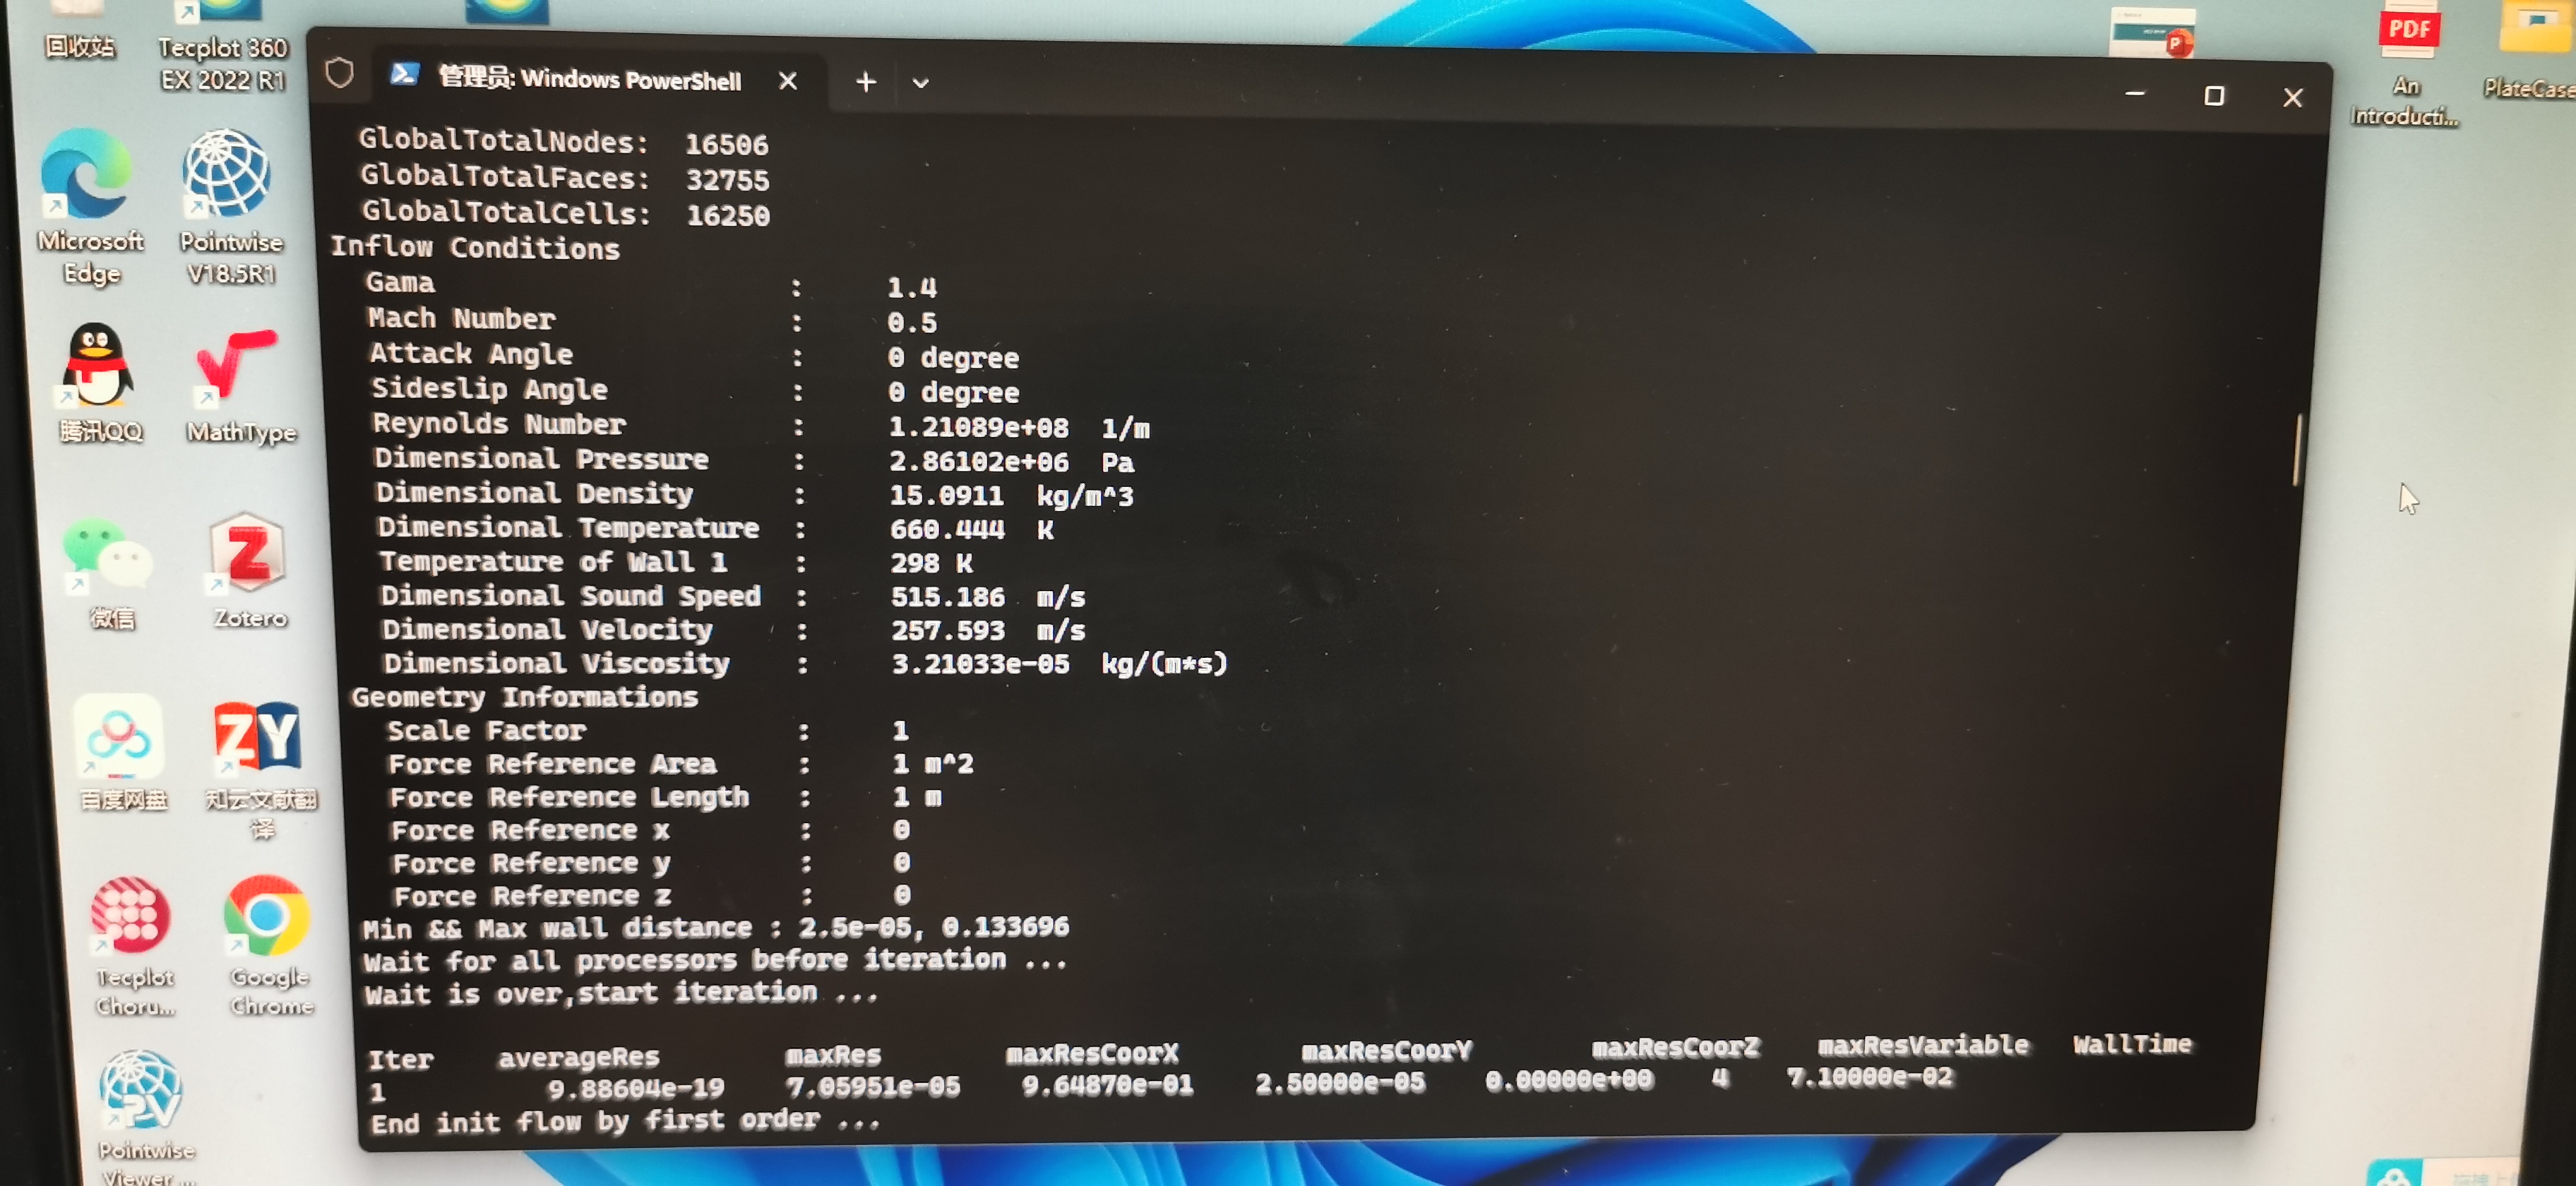 回收站
Tecplot 360
EX 2022 R1
Microsoft
Edge
Pointwise
V18.5R1
腾讯QQ
MathType
微信
Zotero
百度网盘
知云文献翻
译
Tecplot
Choru...
Google
Chrome
Pointwise
Viewer ...
管理员: Windows PowerShell
GlobalTotalNodes: 16506
GlobalTotalFaces: 32755
GlobalTotalCells: 16250
Inflow Conditions
Gama : 1.4
Mach Number : 0.5
Attack Angle : 0 degree
Sideslip Angle : 0 degree
Reynolds Number : 1.21089e+08 1/m
Dimensional Pressure : 2.86102e+06 Pa
Dimensional Density : 15.0911 kg/m^3
Dimensional Temperature : 660.444 K
Temperature of Wall 1 : 298 K
Dimensional Sound Speed : 515.186 m/s
Dimensional Velocity : 257.593 m/s
Dimensional Viscosity : 3.21033e-05 kg/(m*s)
Geometry Informations
Scale Factor : 1
Force Reference Area : 1 m^2
Force Reference Length : 1 m
Force Reference x : 0
Force Reference y : 0
Force Reference z : 0
Min && Max wall distance : 2.5e-05, 0.133696
Wait for all processors before iteration ...
Wait is over,start iteration ...
Iter averageRes maxRes maxResCoorX maxResCoorY maxResCoorZ maxResVariable WallTime
1 9.88604e-19 7.05951e-05 9.64870e-01 2.50000e-05 0.00000e+00 4 7.10000e-02
End init flow by first order ...
P
PDF
An
Introducti...
PlateCase